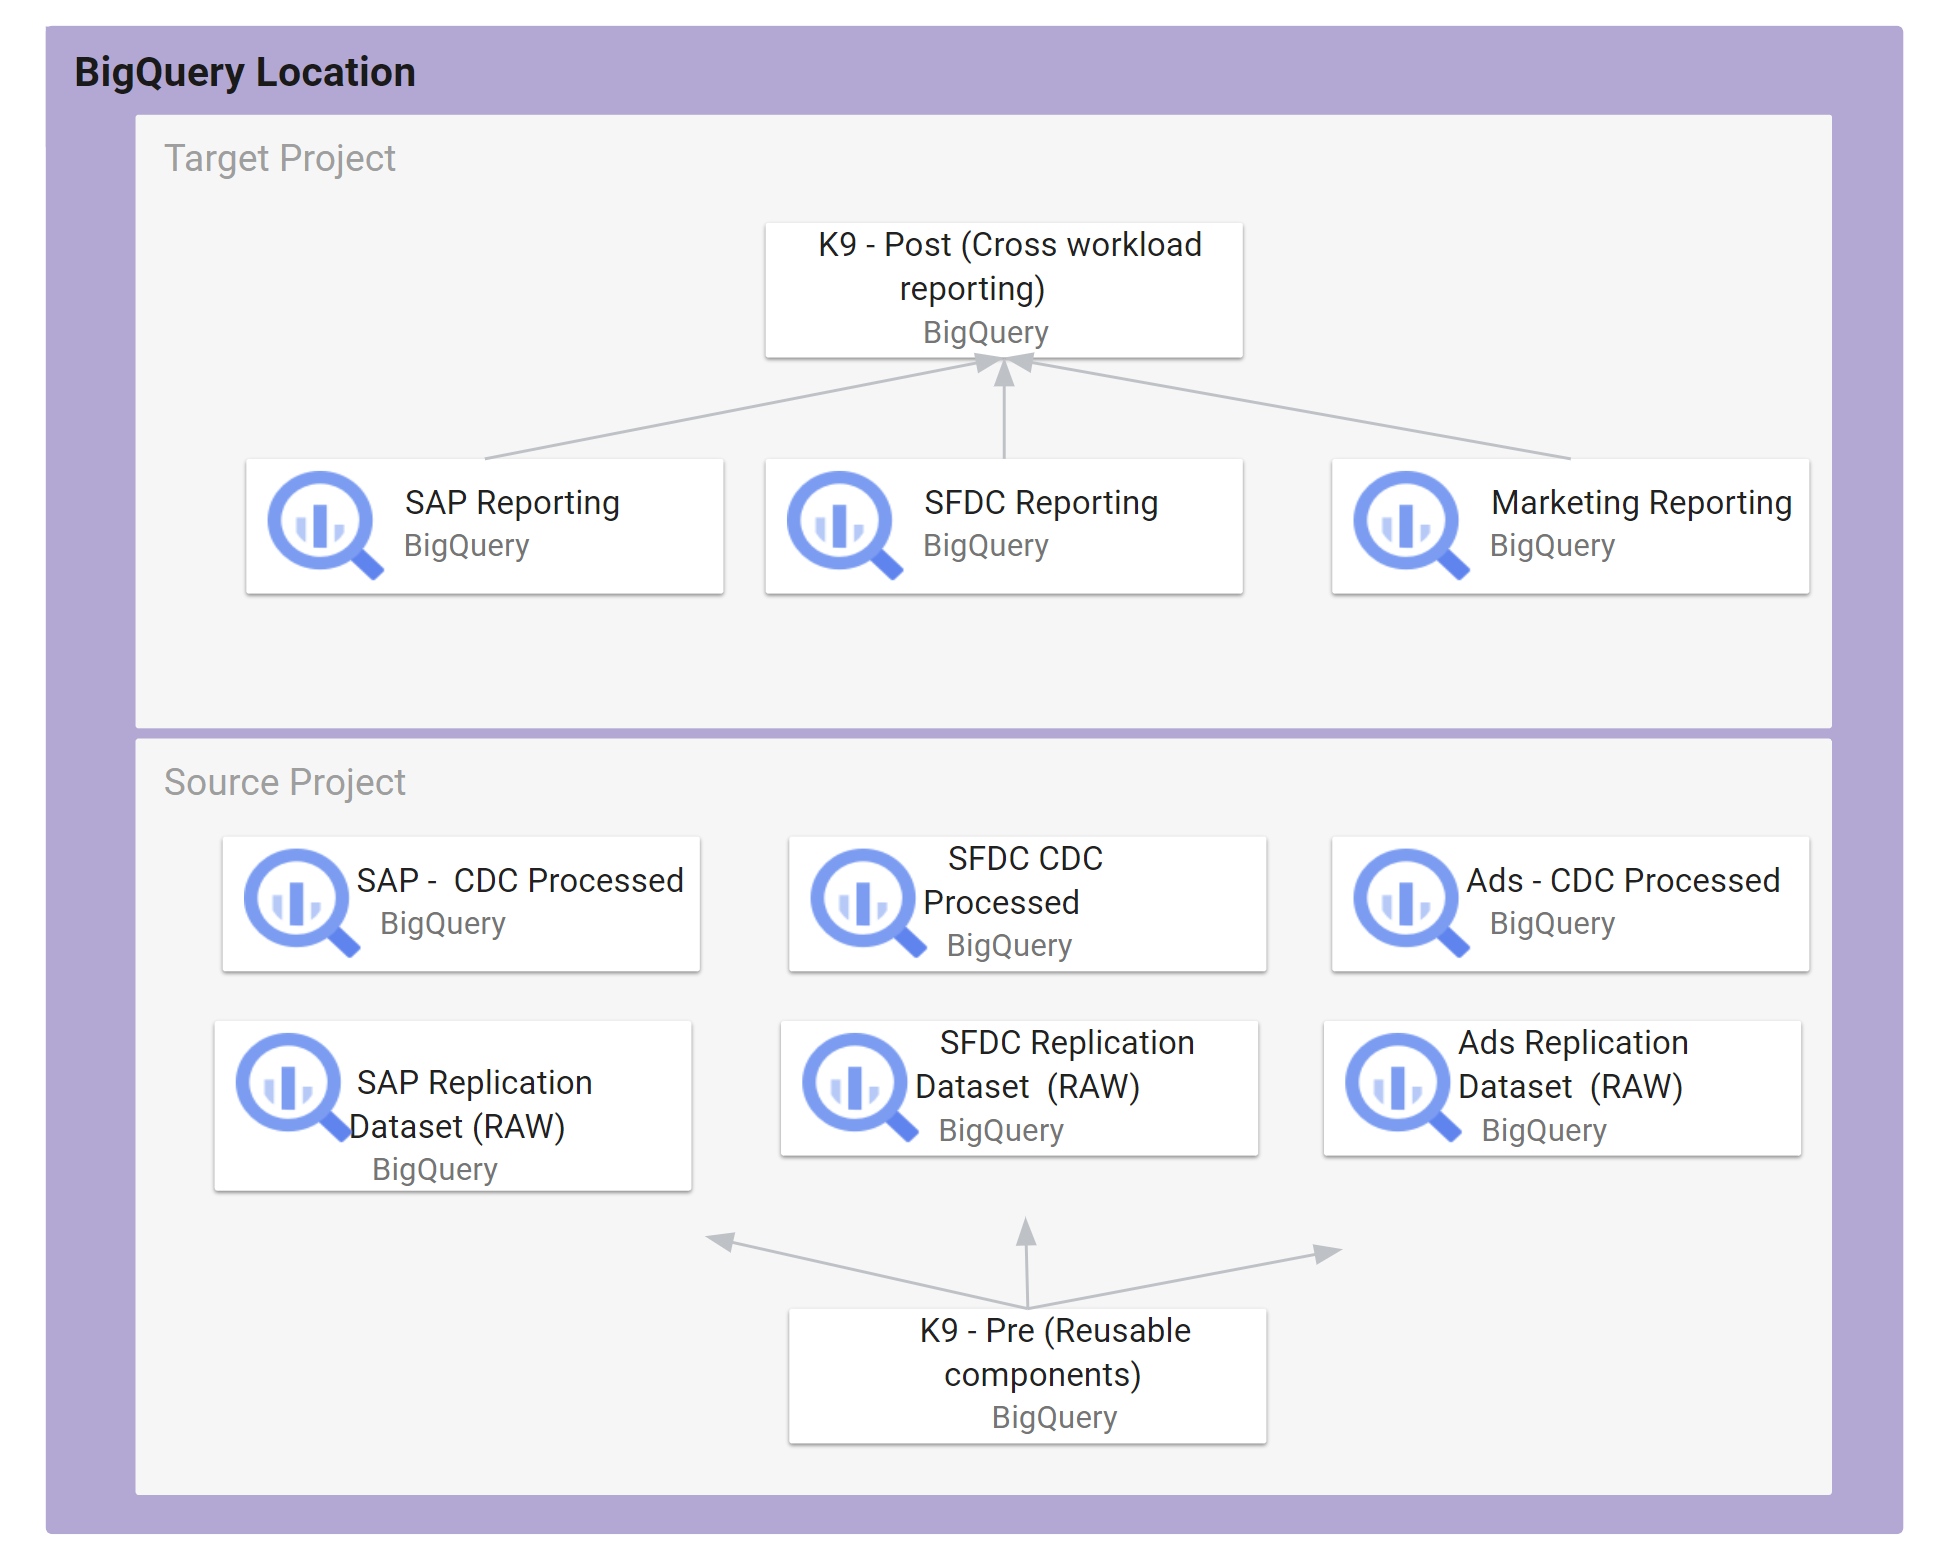 BigQuery Location
Target Project
K9 - Post (Cross workload
reporting)
BigQuery
SAP Reporting
BigQuery
SFDC Reporting
BigQuery
Marketing Reporting
BigQuery
Source Project
SAP -  CDC Processed
BigQuery
SFDC CDC
Processed
BigQuery
Ads - CDC Processed
BigQuery
SAP Replication
Dataset (RAW)
BigQuery
SFDC Replication
Dataset  (RAW)
BigQuery
Ads Replication
Dataset  (RAW)
BigQuery
K9 - Pre (Reusable
components)
BigQuery